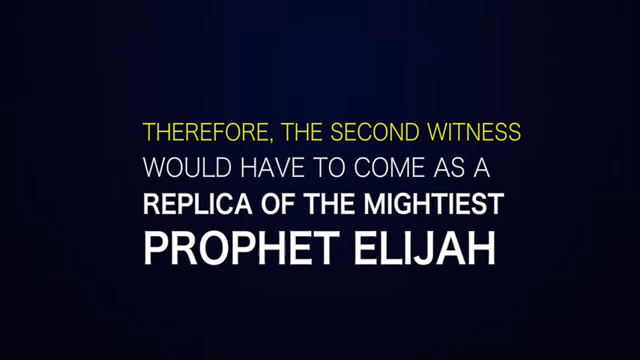 THEREFORE, THE SECOND WITNESS
WOULD HAVE TO COME AS A
REPLICA OF THE MIGHTIEST
PROPHET ELIJAH